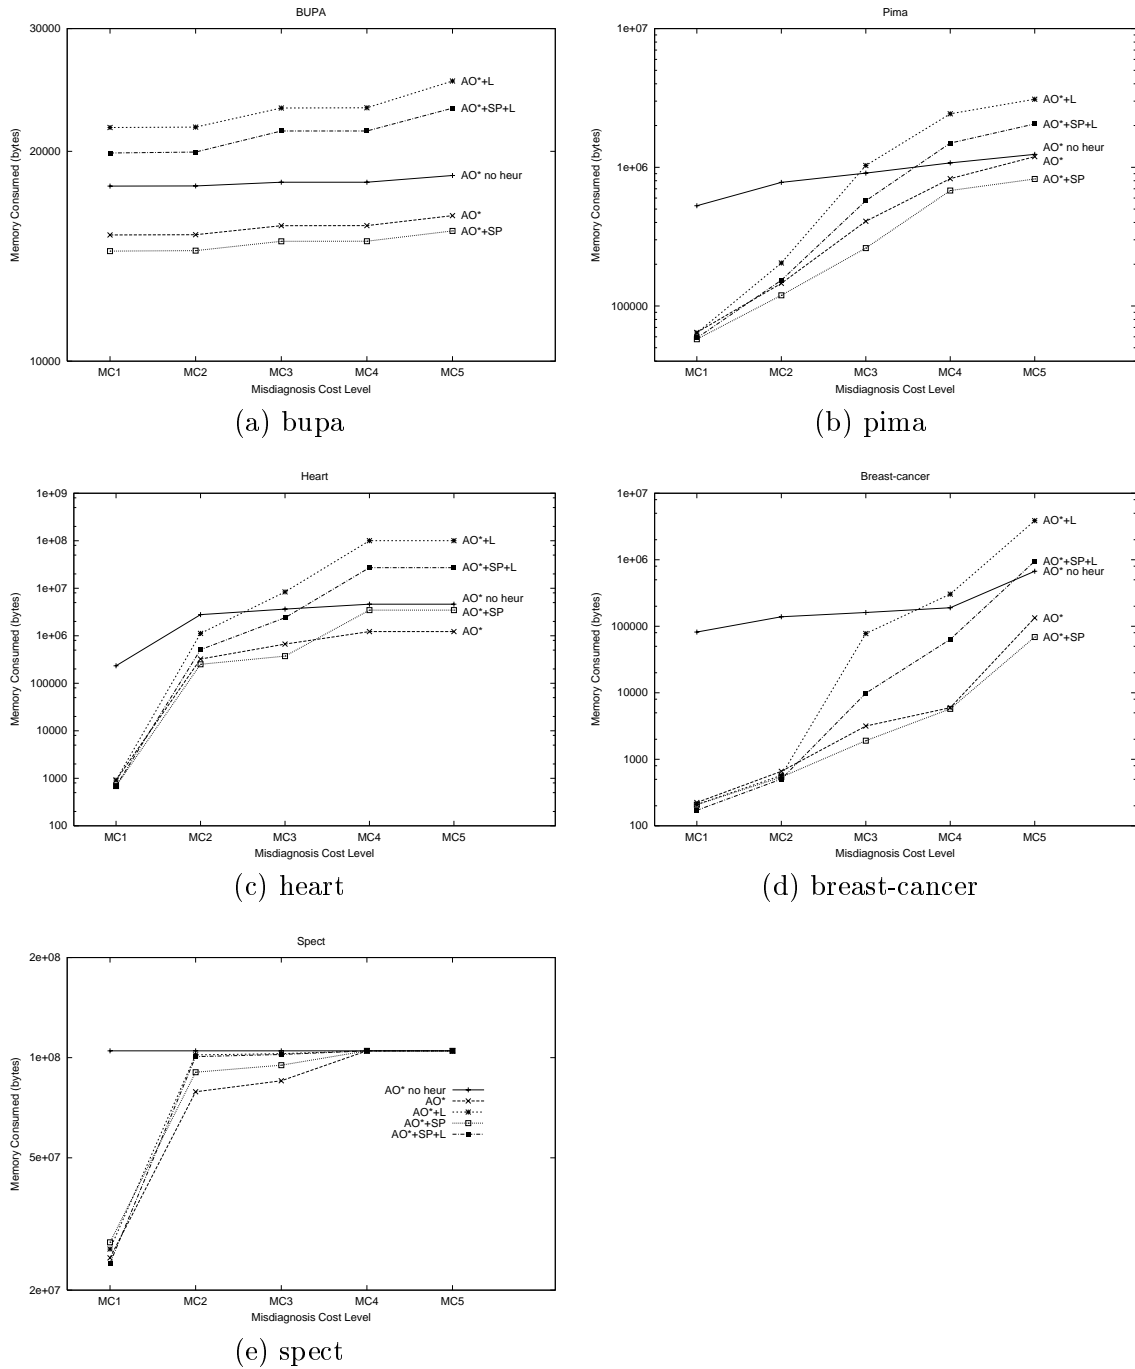 BUPA
30000
20000
10000
Memory Consumed (bytes)
AO*+L
AO*+SP+L
AO* no heur
AO*
AO*+SP
MC1 MC2 MC3 MC4 MC5
Misdiagnosis Cost Level
(a) bupa
Pima
1e+07
1e+06
100000
Memory Consumed (bytes)
AO*+L
AO*+SP+L
AO* no heur
AO*
AO*+SP
MC1 MC2 MC3 MC4 MC5
Misdiagnosis Cost Level
(b) pima
Heart
1e+09
1e+08
1e+07
1e+06
100000
10000
1000
100
Memory Consumed (bytes)
AO*+L
AO*+SP+L
AO* no heur
AO*+SP
AO*
MC1 MC2 MC3 MC4 MC5
Misdiagnosis Cost Level
(c) heart
Breast-cancer
1e+07
1e+06
100000
10000
1000
100
Memory Consumed (bytes)
AO*+L
AO*+SP+L
AO* no heur
AO*
AO*+SP
MC1 MC2 MC3 MC4 MC5
Misdiagnosis Cost Level
(d) breast-cancer
Spect
2e+08
1e+08
5e+07
2e+07
Memory Consumed (bytes)
AO* no heur
AO*
AO*+L
AO*+SP
AO*+SP+L
MC1 MC2 MC3 MC4 MC5
Misdiagnosis Cost Level
(e) spect